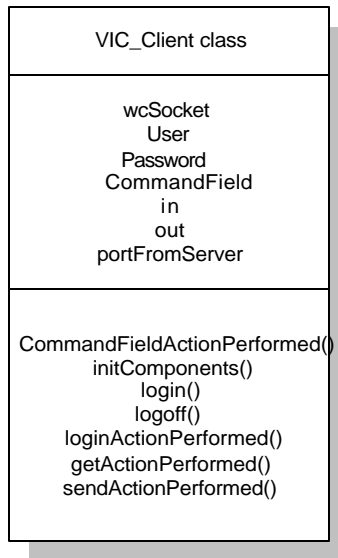 VIC_Client class
wcSocket
User
Password
CommandField
in
out
portFromServer
CommandFieldActionPerformed()
initComponents()
login()
logoff()
loginActionPerformed()
getActionPerformed()
sendActionPerformed()